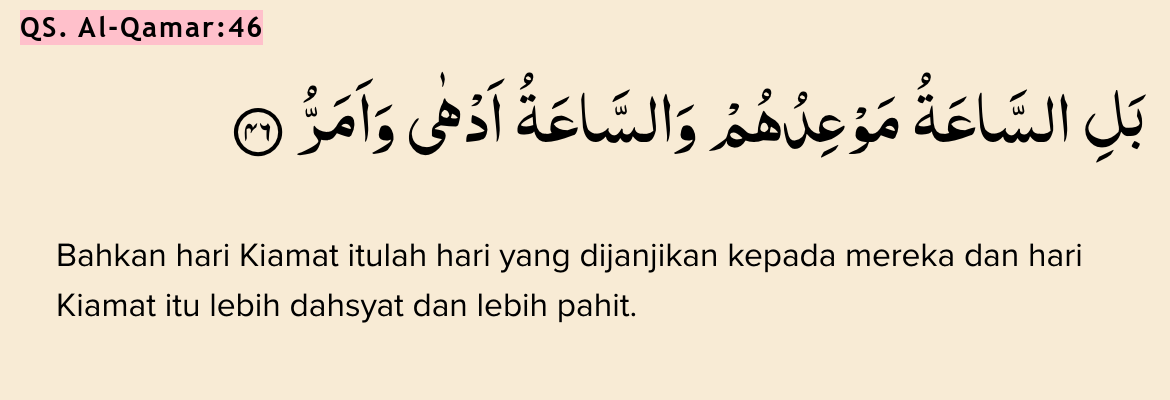 QS. Al-Qamar:46
بَلِ السَّاعَةُ مَوْعِدُهُمْ وَالسَّاعَةُ اَدْهٰى وَاَمَرُّ ۝٤٦
Bahkan hari Kiamat itulah hari yang dijanjikan kepada mereka dan hari
Kiamat itu lebih dahsyat dan lebih pahit.